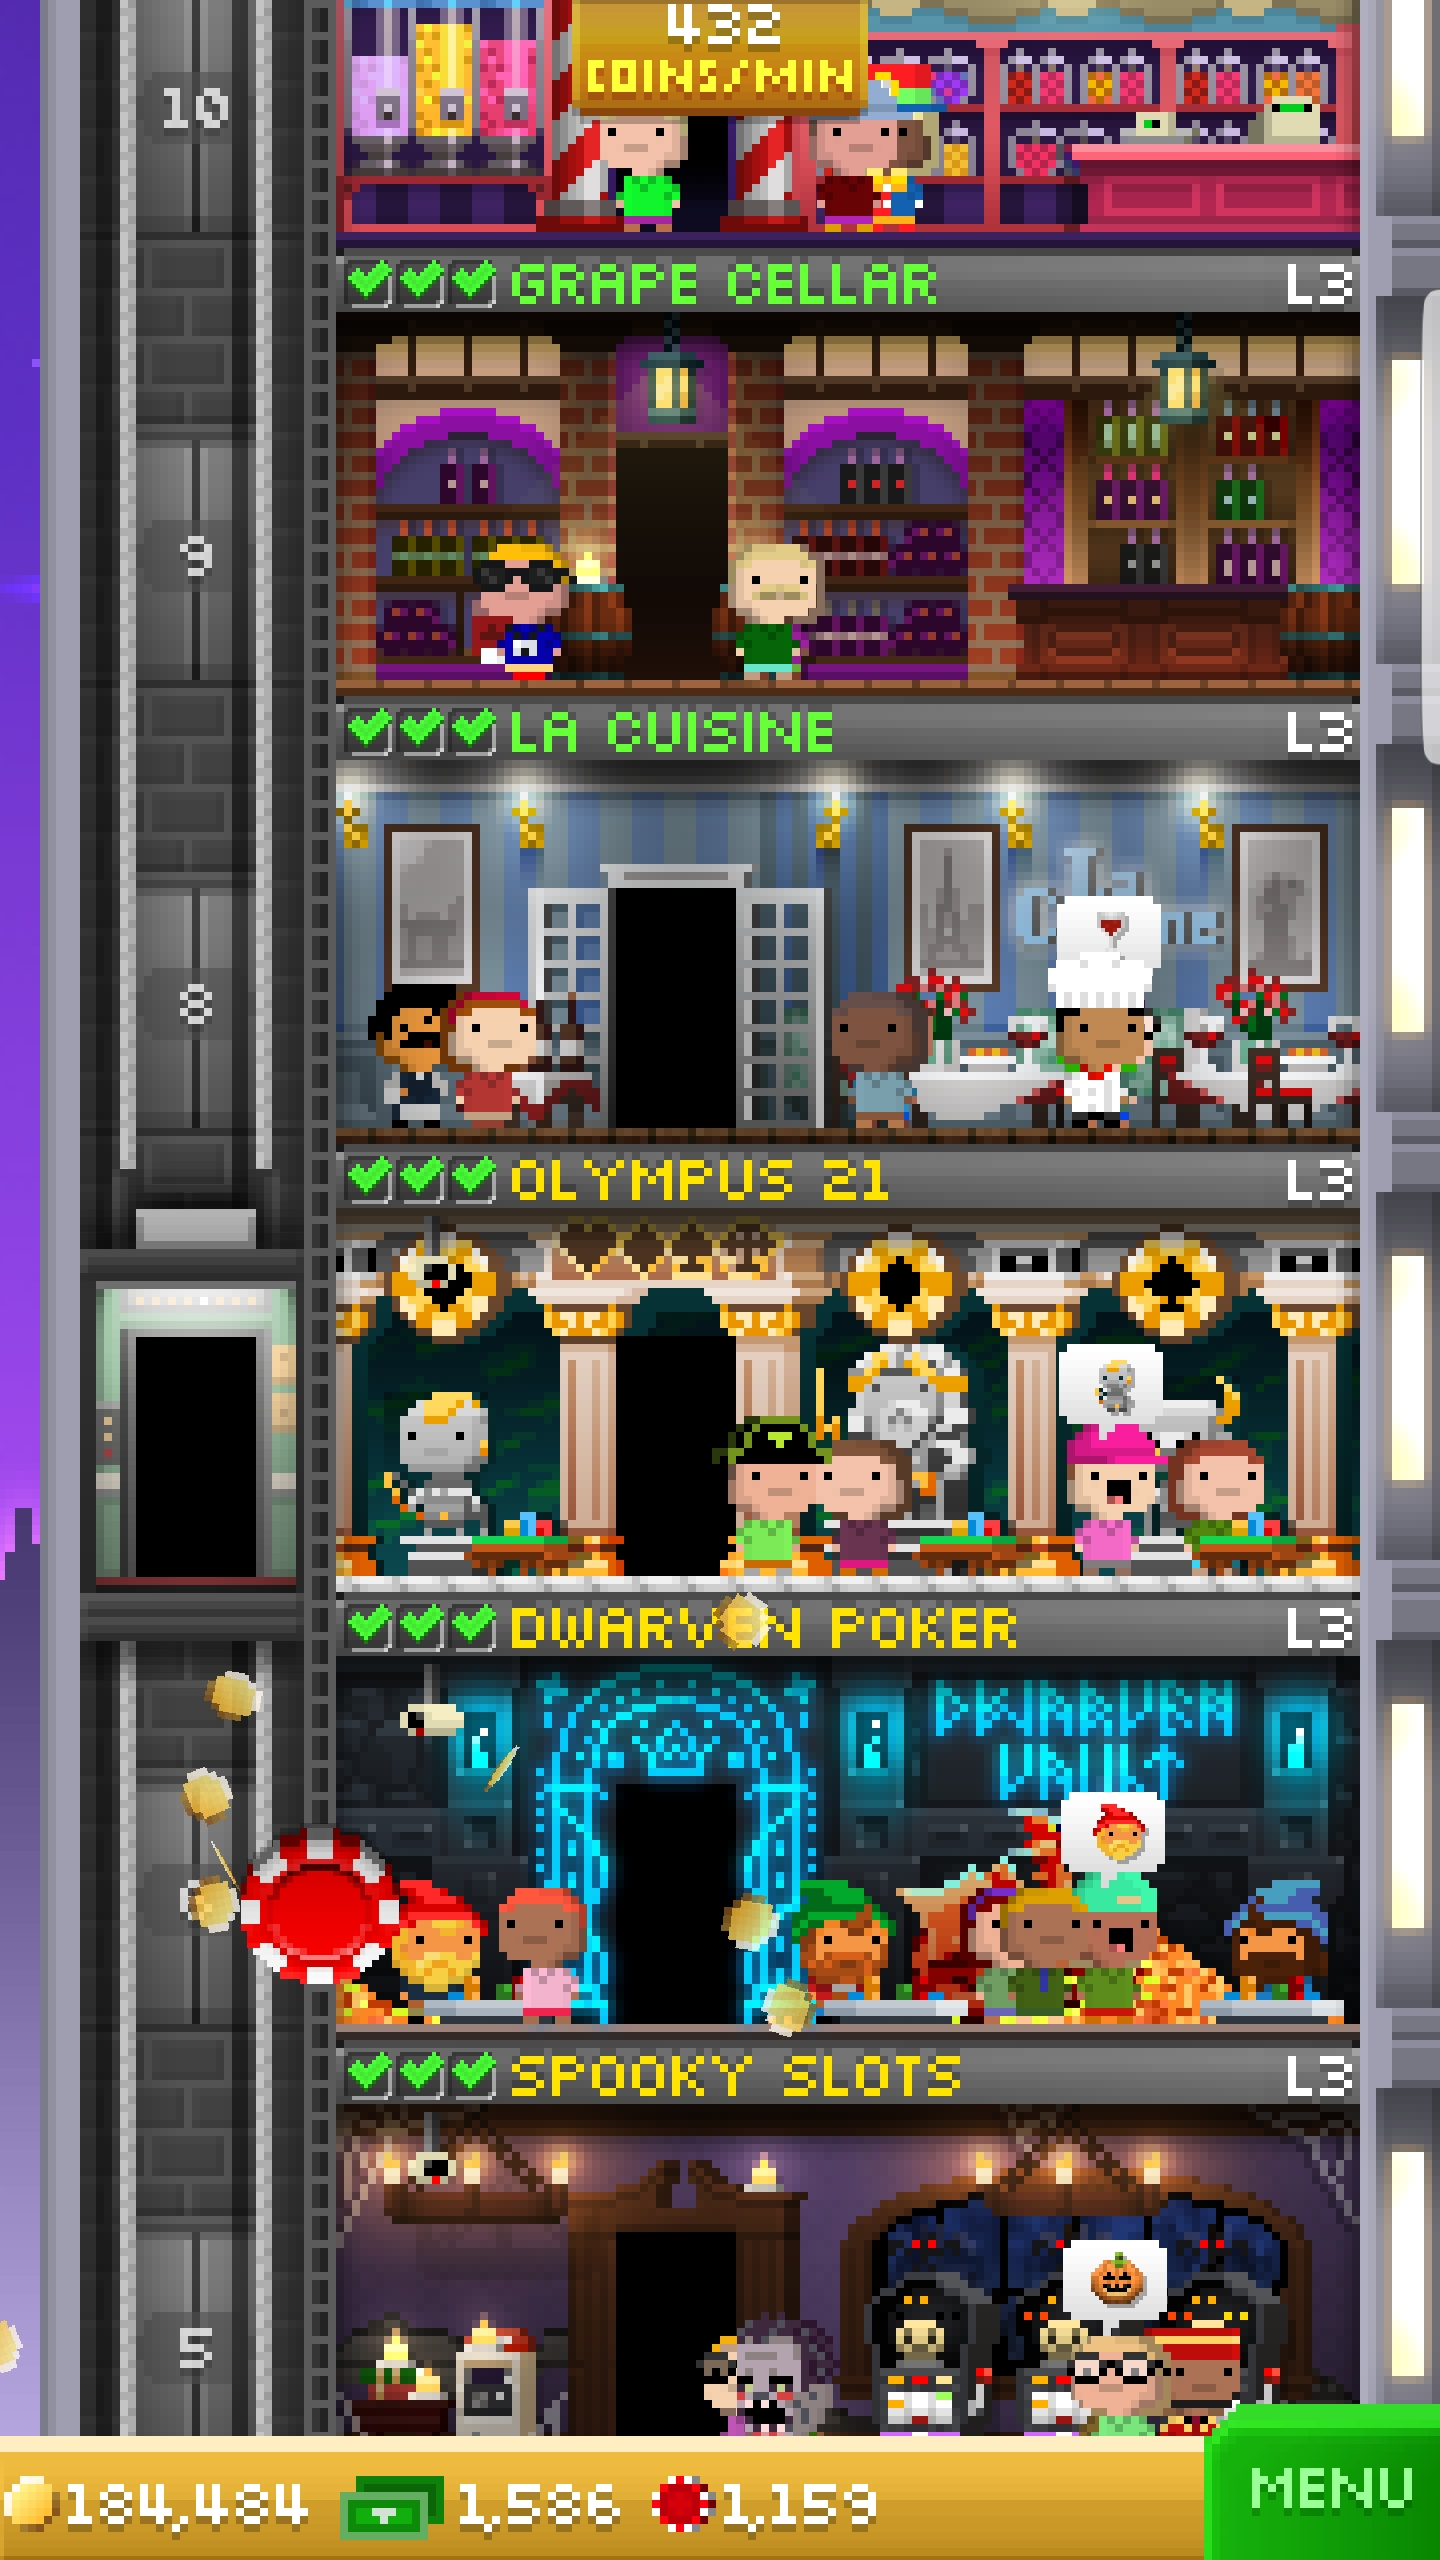 432
COINS/MIN
10
GRAPE CELLAR L3
9
LA CUISINE L3
La
8
OLYMPUS 21 L3
DWARVEN POKER L3
DWARVEN
VAULT
SPOOKY SLOTS L3
5
184,484 1,586 1,159
MENU